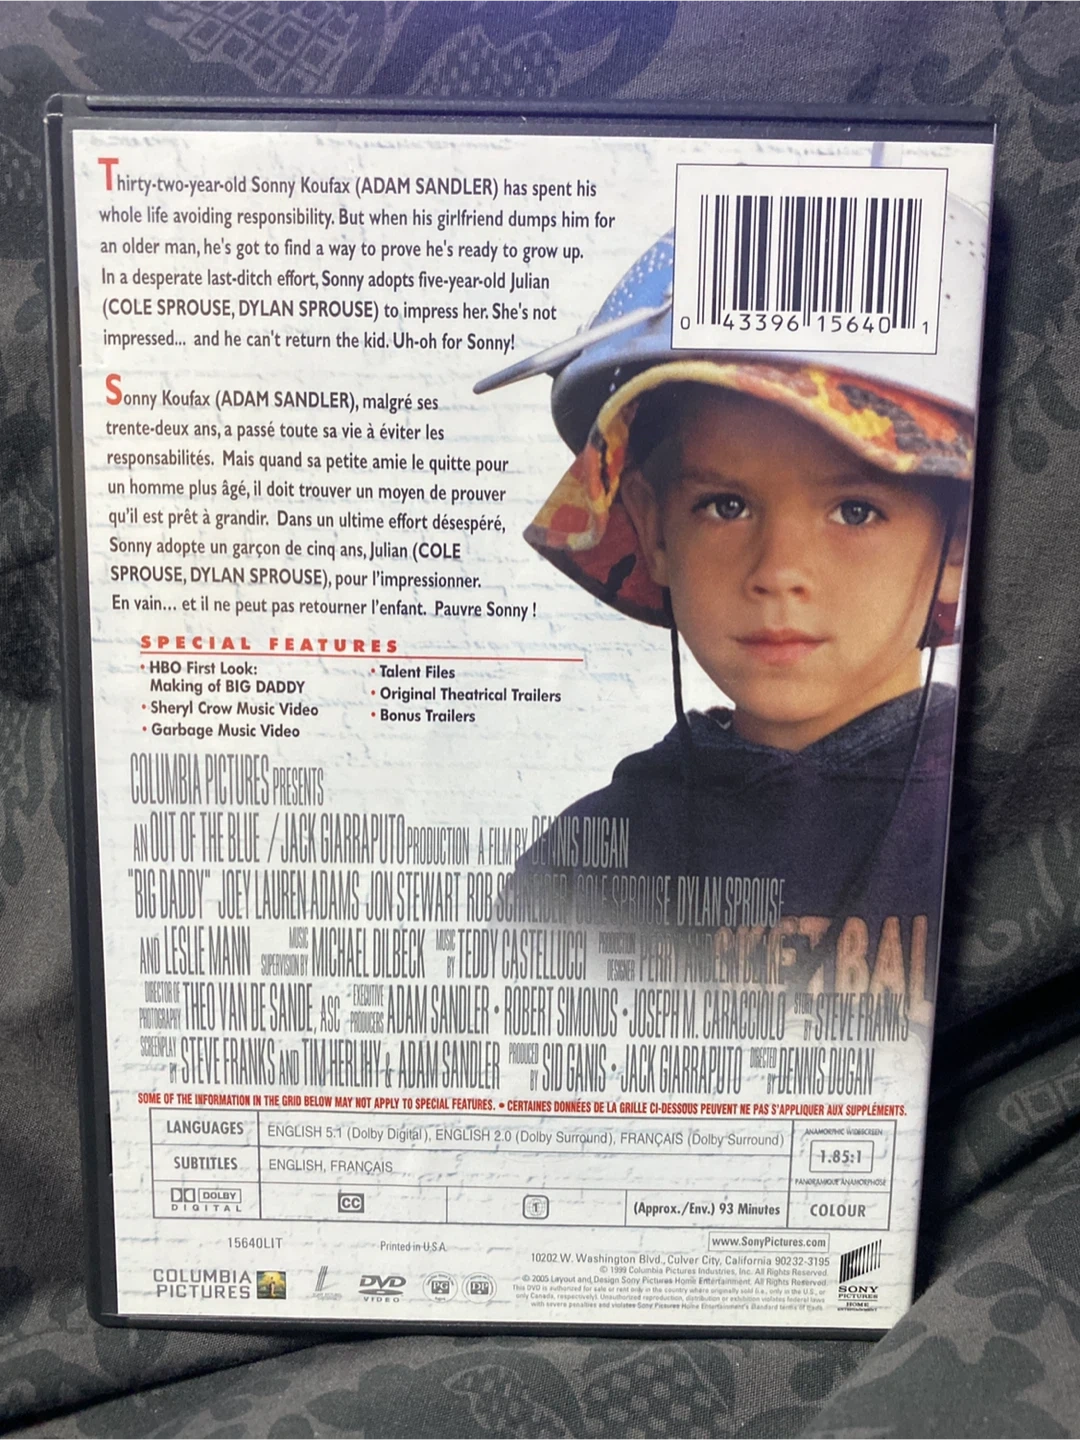 Thirty-two-year-old Sonny Koufax (ADAM SANDLER) has spent his
whole life avoiding responsibility. But when his girlfriend dumps him for
an older man, he's got to find a way to prove he's ready to grow up.
In a desperate last-ditch effort, Sonny adopts five-year-old Julian
(COLE SPROUSE, DYLAN SPROUSE) to impress her. She's not
impressed... and he can't return the kid. Uh-oh for Sonny!
0 43396 15640 1
Sonny Koufax (ADAM SANDLER), malgré ses
trente-deux ans, a passé toute sa vie à éviter les
responsabilités. Mais quand sa petite amie le quitte pour
un homme plus âgé, il doit trouver un moyen de prouver
qu'il est prêt à grandir. Dans un ultime effort désespéré,
Sonny adopte un garçon de cinq ans, Julian (COLE
SPROUSE, DYLAN SPROUSE), pour l'impressionner.
En vain... et il ne peut pas retourner l'enfant. Pauvre Sonny !
SPECIAL FEATURES
• HBO First Look:
Making of BIG DADDY
• Sheryl Crow Music Video
• Garbage Music Video
• Talent Files
• Original Theatrical Trailers
• Bonus Trailers
COLUMBIA PICTURES PRESENTS
AN OUT OF THE BLUE / JACK GIARRAPUTO PRODUCTION A FILM BY DENNIS DUGAN
"BIG DADDY" JOEY LAUREN ADAMS JON STEWART ROB SCHNEIDER COLE SPROUSE DYLAN SPROUSE
AND LESLIE MANN MUSIC SUPERVISION BY MICHAEL DILBECK MUSIC BY TEDDY CASTELLUCCI PRODUCTION DESIGNER PERRY ANDELIN BLAKE
DIRECTOR OF PHOTOGRAPHY THEO VAN DE SANDE, ASC EXECUTIVE PRODUCERS ADAM SANDLER • ROBERT SIMONDS • JOSEPH M. CARACCIOLO STORY BY STEVE FRANKS
SCREENPLAY BY STEVE FRANKS AND TIM HERLIHY & ADAM SANDLER PRODUCED BY SID GANIS • JACK GIARRAPUTO DIRECTED BY DENNIS DUGAN
SOME OF THE INFORMATION IN THE GRID BELOW MAY NOT APPLY TO SPECIAL FEATURES. • CERTAINES DONNÉES DE LA GRILLE CI-DESSOUS PEUVENT NE PAS S'APPLIQUER AUX SUPPLÉMENTS.
LANGUAGES ENGLISH 5.1 (Dolby Digital), ENGLISH 2.0 (Dolby Surround), FRANÇAIS (Dolby Surround)
SUBTITLES ENGLISH, FRANÇAIS
ANAMORPHIC WIDESCREEN
1.85:1
PANORAMIQUE ANAMORPHOSÉ
DOLBY
DIGITAL
CC
(Approx./Env.) 93 Minutes
COLOUR
15640LIT
Printed in U.S.A.
www.SonyPictures.com
10202 W. Washington Blvd., Culver City, California 90232-3195
© 1999 Columbia Pictures Industries, Inc. All Rights Reserved.
© 2005 Layout and Design Sony Pictures Home Entertainment. All Rights Reserved.
COLUMBIA
PICTURES
DVD
VIDEO
PG
SONY
PICTURES
HOME
ENTERTAINMENT